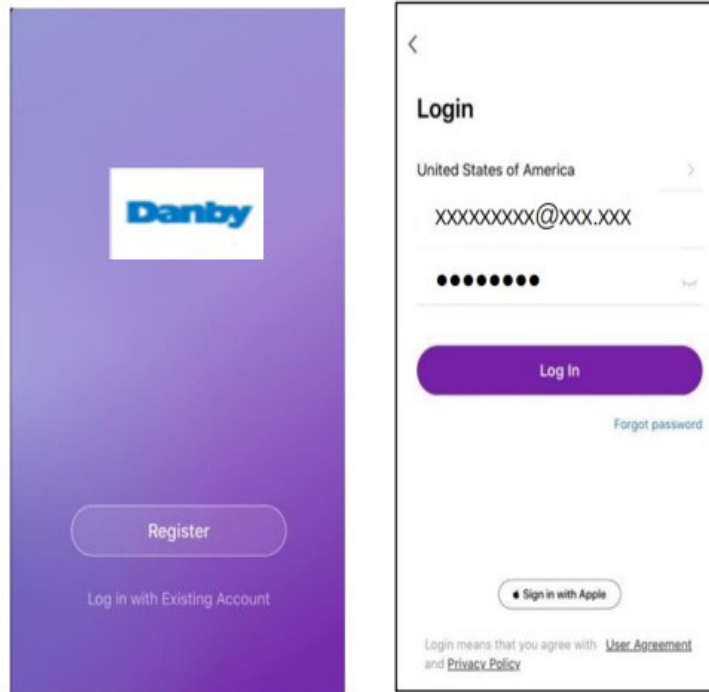 Danby
Register
Log in with Existing Account
Login
United States of America
xxxxxxxxx@xxx.xxx
Log In
Forgot password
Sign in with Apple
Login means that you agree with User Agreement
and Privacy Policy